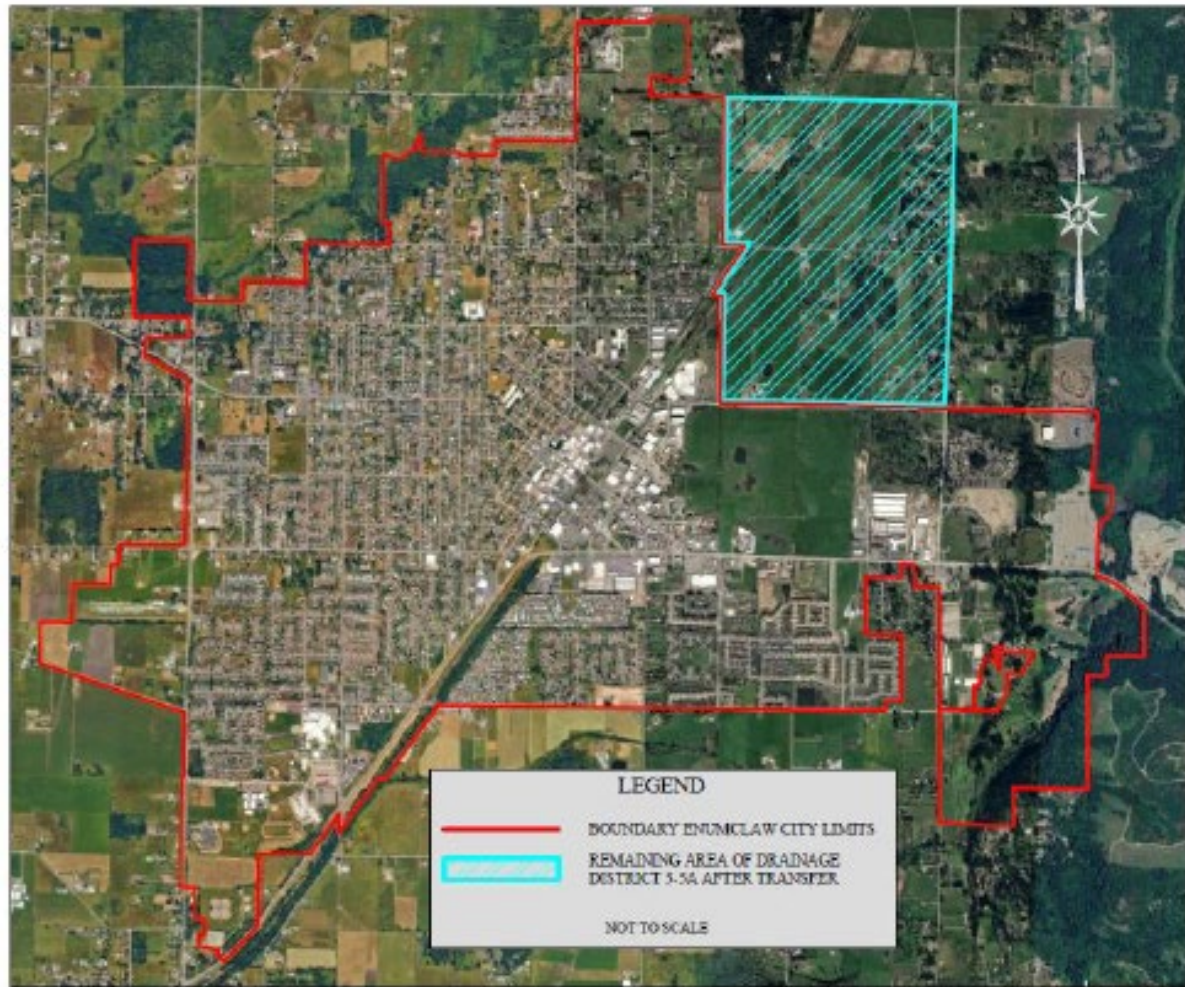 LEGEND
BOUNDARY ENUMCLAW CITY LIMITS
REMAINING AREA OF DRAINAGE
DISTRICT 5-5A AFTER TRANSFER
NOT TO SCALE